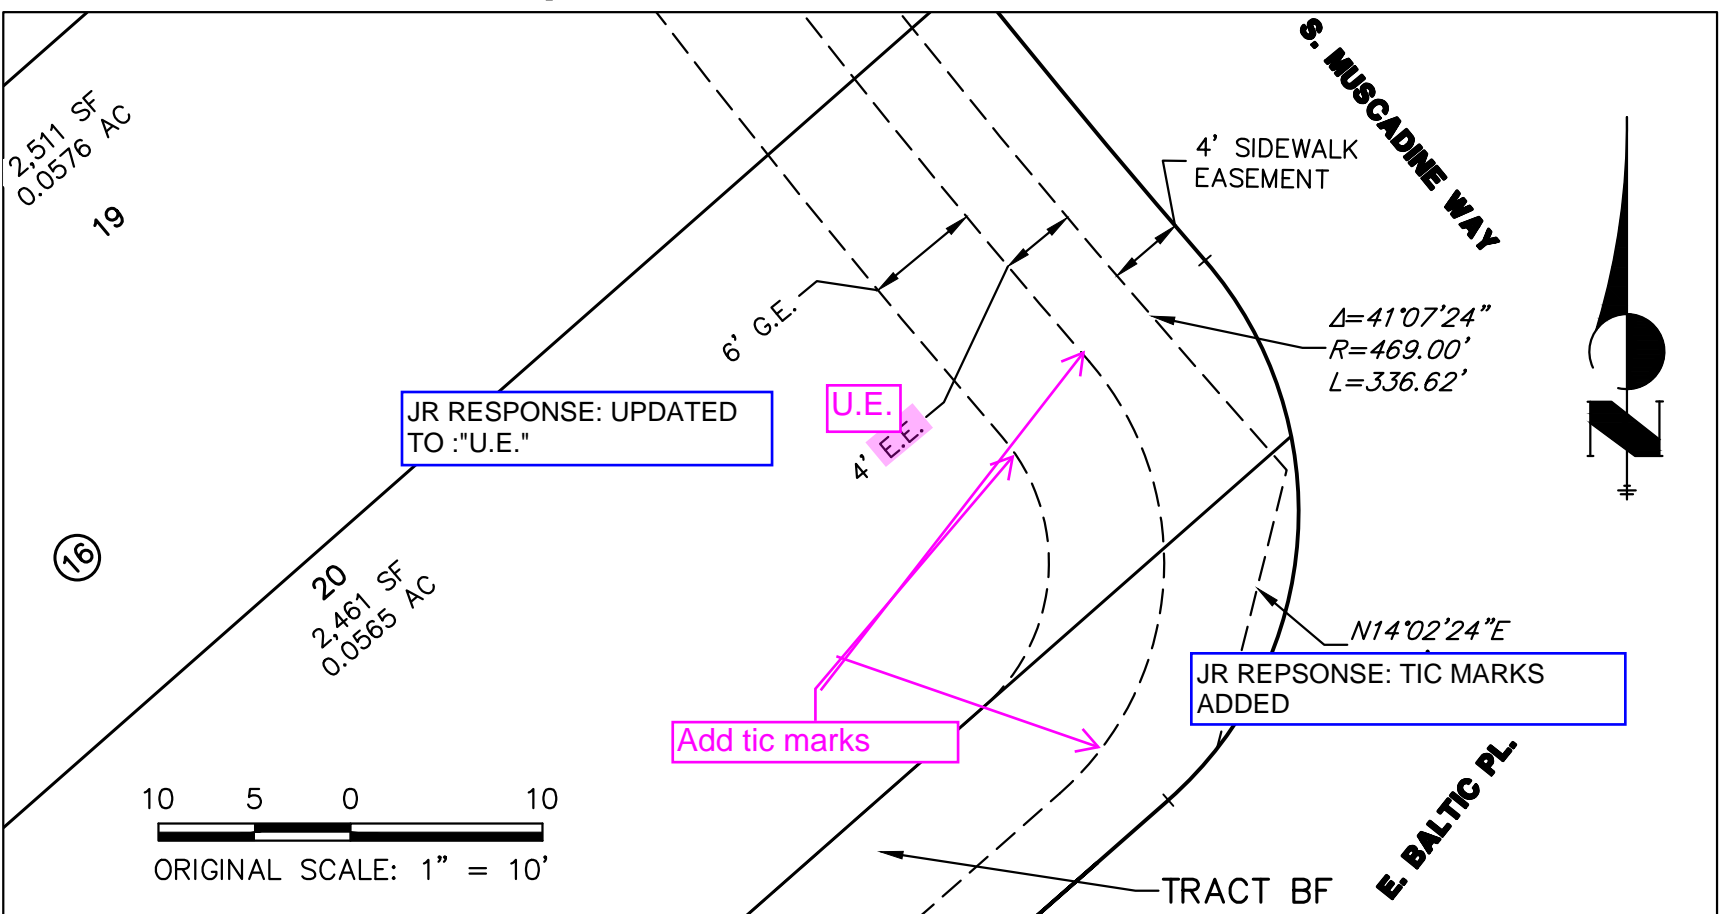 S. MUSCADINE WAY
2,511 SF
0.0576 AC
19
4' SIDEWALK
EASEMENT
6' G.E.
Δ=41°07'24"
R=469.00'
L=336.62'
JR RESPONSE: UPDATED
TO :"U.E."
U.E.
4' E.E.
N
16
20
2,461 SF
0.0565 AC
N14°02'24"E
JR REPSONSE: TIC MARKS
ADDED
Add tic marks
10 5 0 10
ORIGINAL SCALE: 1" = 10'
E. BALTIC PL.
TRACT BF